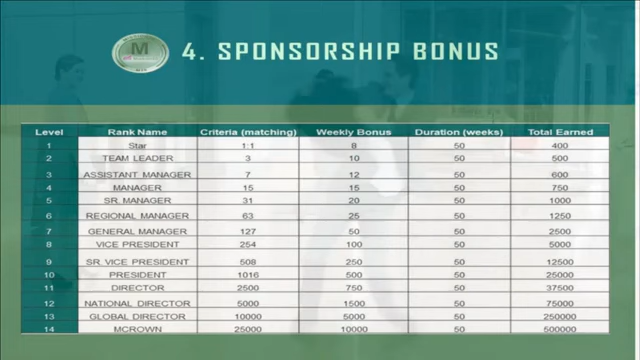 M
4. SPONSORSHIP BONUS
Level Rank Name Criteria (matching) Weekly Bonus Duration (weeks) Total Earned
1 Star 1:1 8 50 400
2 TEAM LEADER 3 10 50 500
3 ASSISTANT MANAGER 7 12 50 600
4 MANAGER 15 15 50 750
5 SR. MANAGER 31 20 50 1000
6 REGIONAL MANAGER 63 25 50 1250
7 GENERAL MANAGER 127 50 50 2500
8 VICE PRESIDENT 254 100 50 5000
9 SR. VICE PRESIDENT 508 250 50 12500
10 PRESIDENT 1016 500 50 25000
11 DIRECTOR 2500 750 50 37500
12 NATIONAL DIRECTOR 5000 1500 50 75000
13 GLOBAL DIRECTOR 10000 5000 50 250000
14 MCROWN 25000 10000 50 500000